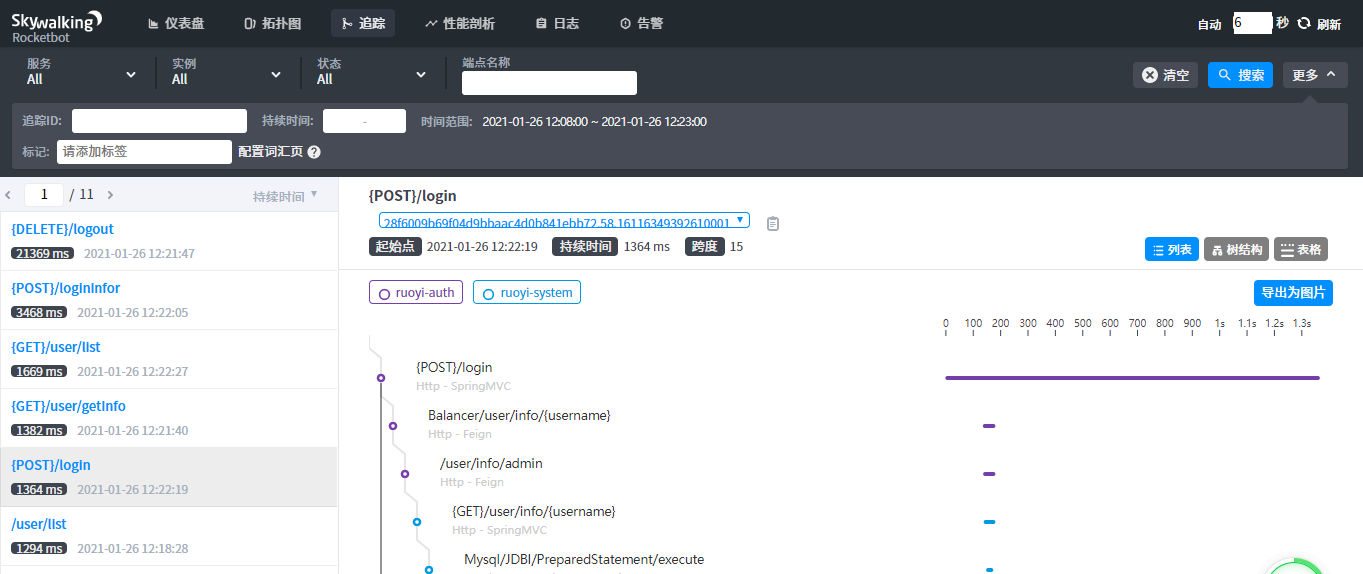 Skywalking
Rocketbot
仪表盘 拓扑图 追踪 性能剖析 日志 告警
自动 6 秒 刷新
服务 All 实例 All 状态 All 端点名称
清空 搜索 更多
追踪ID: 持续时间: - 时间范围: 2021-01-26 12:08:00 ~ 2021-01-26 12:23:00
标记: 请添加标签 配置词汇页 ?
1 / 11 持续时间
{DELETE}/logout
21369 ms 2021-01-26 12:21:47
{POST}/logininfor
3468 ms 2021-01-26 12:22:05
{GET}/user/list
1669 ms 2021-01-26 12:22:27
{GET}/user/getInfo
1382 ms 2021-01-26 12:21:40
{POST}/login
1364 ms 2021-01-26 12:22:19
/user/list
1294 ms 2021-01-26 12:18:28
{POST}/login
28f6009b69f04d9bbaac4d0b841ebb72.58.16116349392610001
起始点 2021-01-26 12:22:19 持续时间 1364 ms 跨度 15
列表 树结构 表格
ruoyi-auth ruoyi-system
导出为图片
0 100 200 300 400 500 600 700 800 900 1s 1.1s 1.2s 1.3s
{POST}/login
Http - SpringMVC
Balancer/user/info/{username}
Http - Feign
/user/info/admin
Http - Feign
{GET}/user/info/{username}
Http - SpringMVC
Mysql/JDBI/PreparedStatement/execute